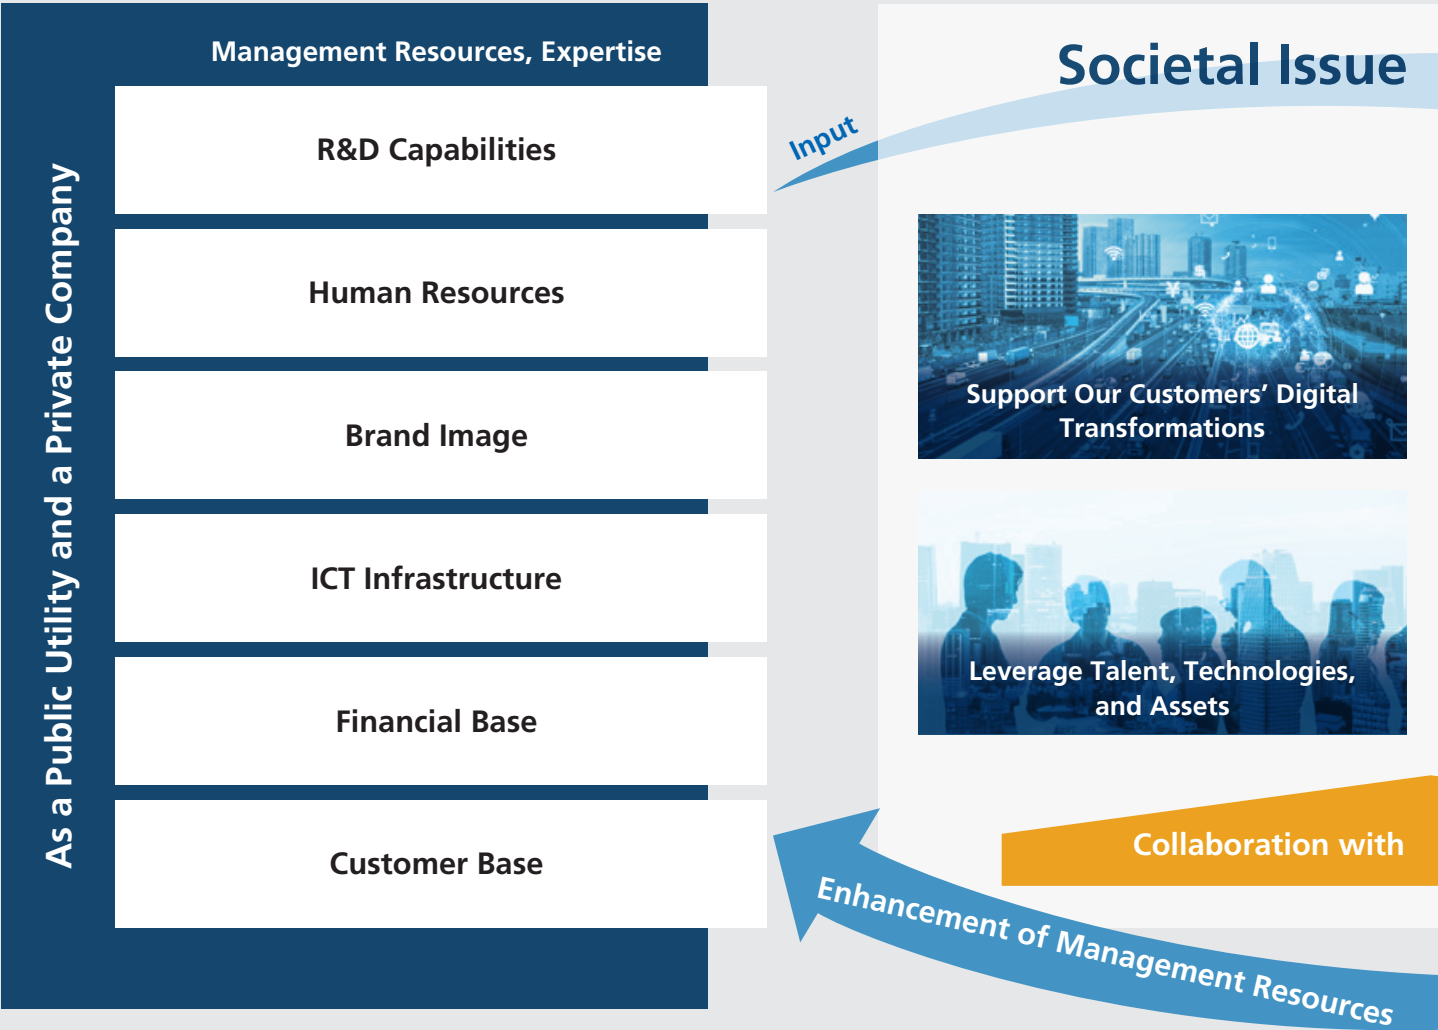 As a Public Utility and a Private Company
Management Resources, Expertise
R&D Capabilities
Human Resources
Brand Image
ICT Infrastructure
Financial Base
Customer Base
Input
Societal Issue
Support Our Customers’ Digital
Transformations
Leverage Talent, Technologies,
and Assets
Collaboration with
Enhancement of Management Resources